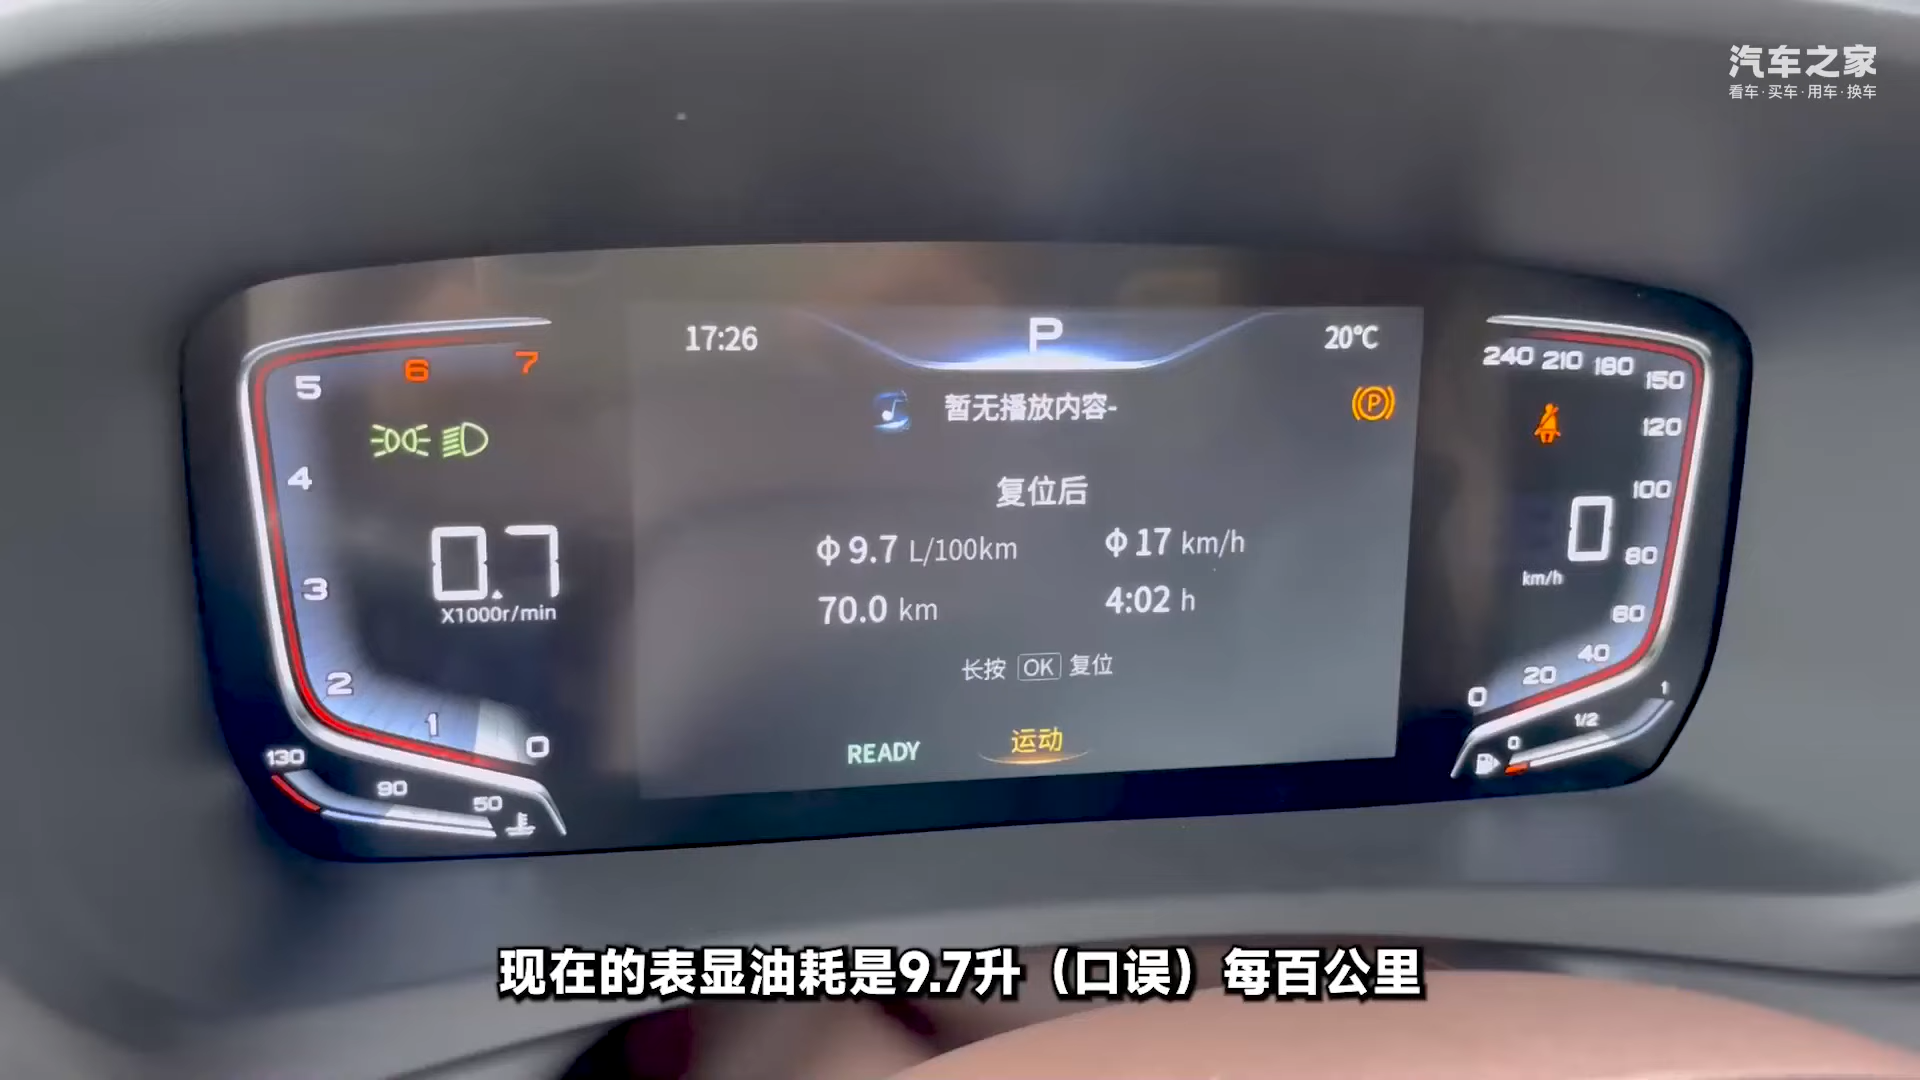 汽车之家
看车·买车·用车·换车
17:26
P
20℃
暂无播放内容-
复位后
Φ 9.7 L/100km
Φ 17 km/h
70.0 km
4:02 h
长按 OK 复位
READY
运动
5
6
7
4
3
2
1
0
0.7
X1000r/min
130
90
50
240
210
180
150
120
100
80
60
40
20
0
0
km/h
0
1/2
1
(P)
现在的表显油耗是9.7升（口误）每百公里